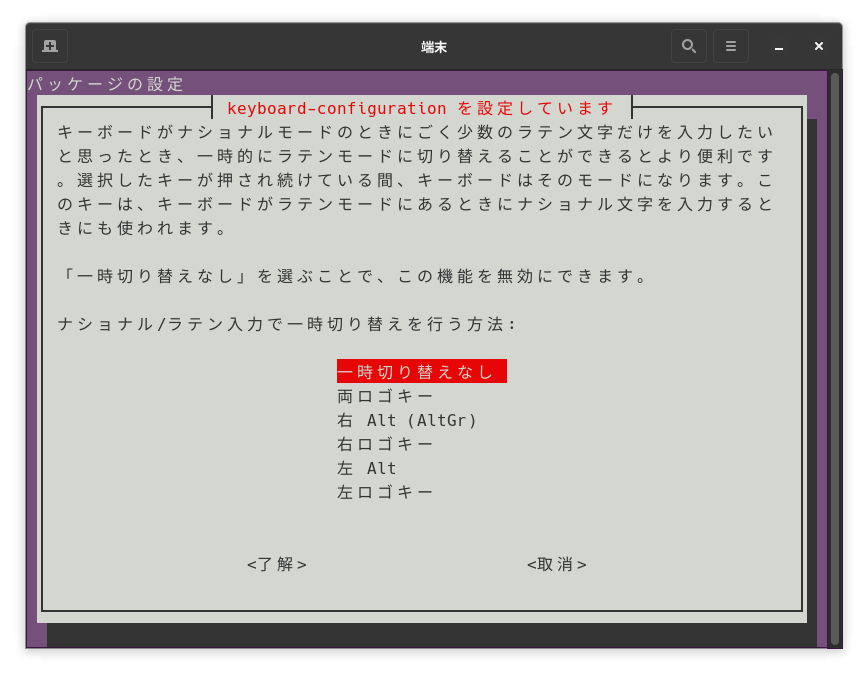 端末
パッケージの設定
keyboard-configuration を設定しています
キーボードがナショナルモードのときにごく少数のラテン文字だけを入力したい
と思ったとき、一時的にラテンモードに切り替えることができるとより便利です
。選択したキーが押され続けている間、キーボードはそのモードになります。こ
のキーは、キーボードがラテンモードにあるときにナショナル文字を入力すると
きにも使われます。
「一時切り替えなし」を選ぶことで、この機能を無効にできます。
ナショナル/ラテン入力で一時切り替えを行う方法:
一時切り替えなし
両ロゴキー
右 Alt (AltGr)
右ロゴキー
左 Alt
左ロゴキー
<了解> <取消>